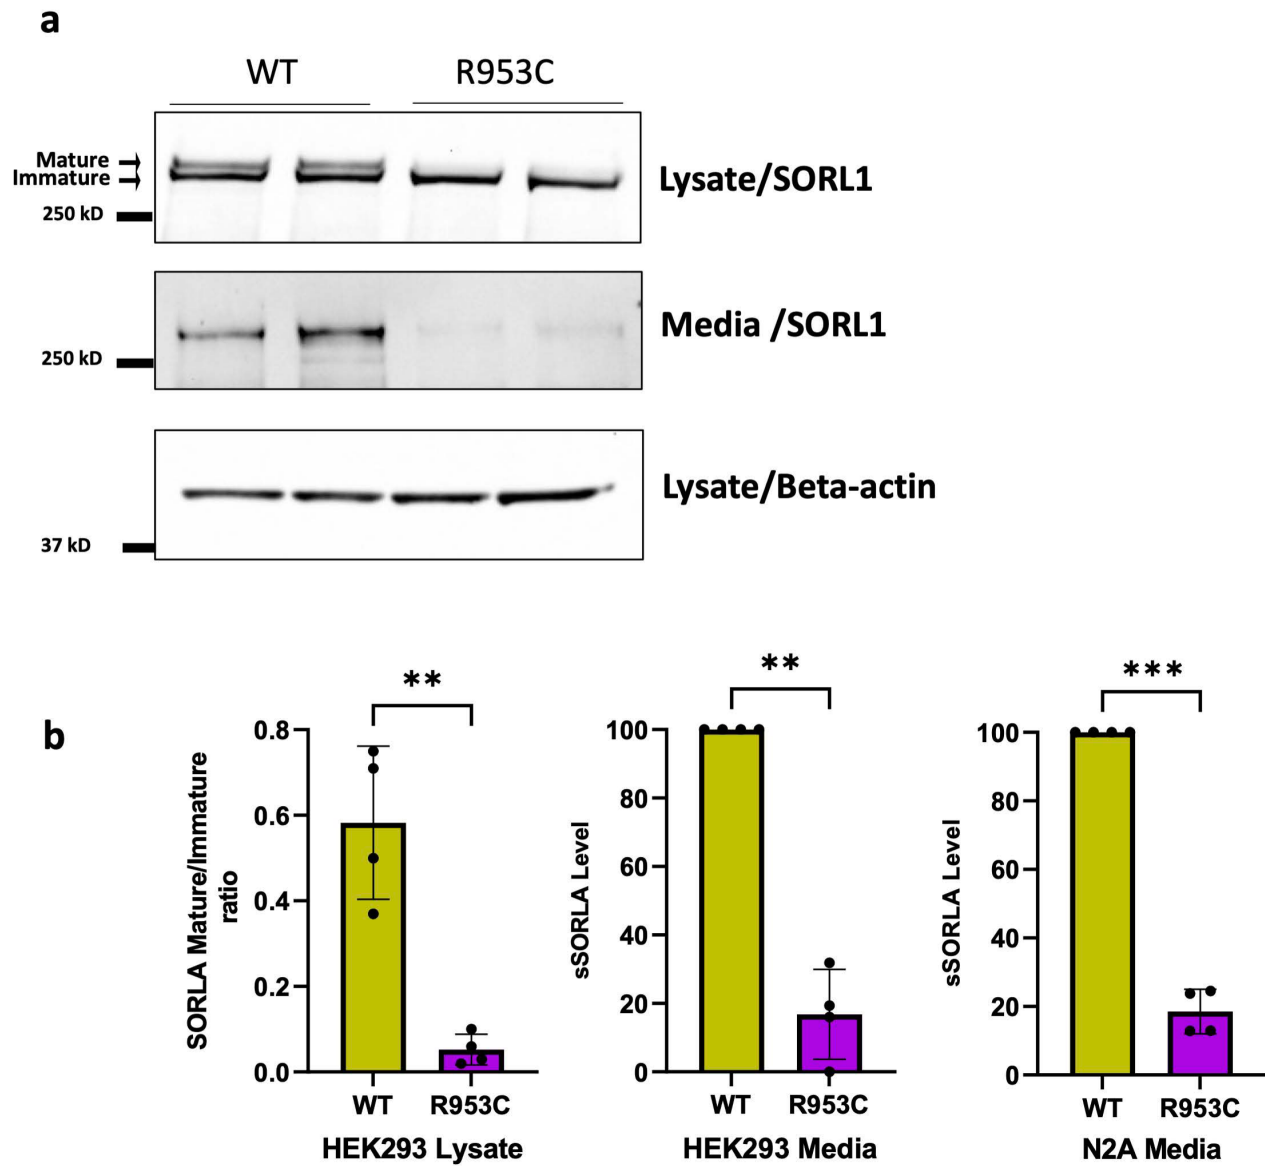 a
WT R953C
Mature
Immature
250 kD
Lysate/SORL1
250 kD
Media /SORL1
37 kD
Lysate/Beta-actin
b
SORLA Mature/Immature
ratio
0.8
0.6
0.4
0.2
0.0
**
WT R953C
HEK293 Lysate
sSORLA Level
100
80
60
40
20
0
**
WT R953C
HEK293 Media
sSORLA Level
100
80
60
40
20
0
***
WT R953C
N2A Media